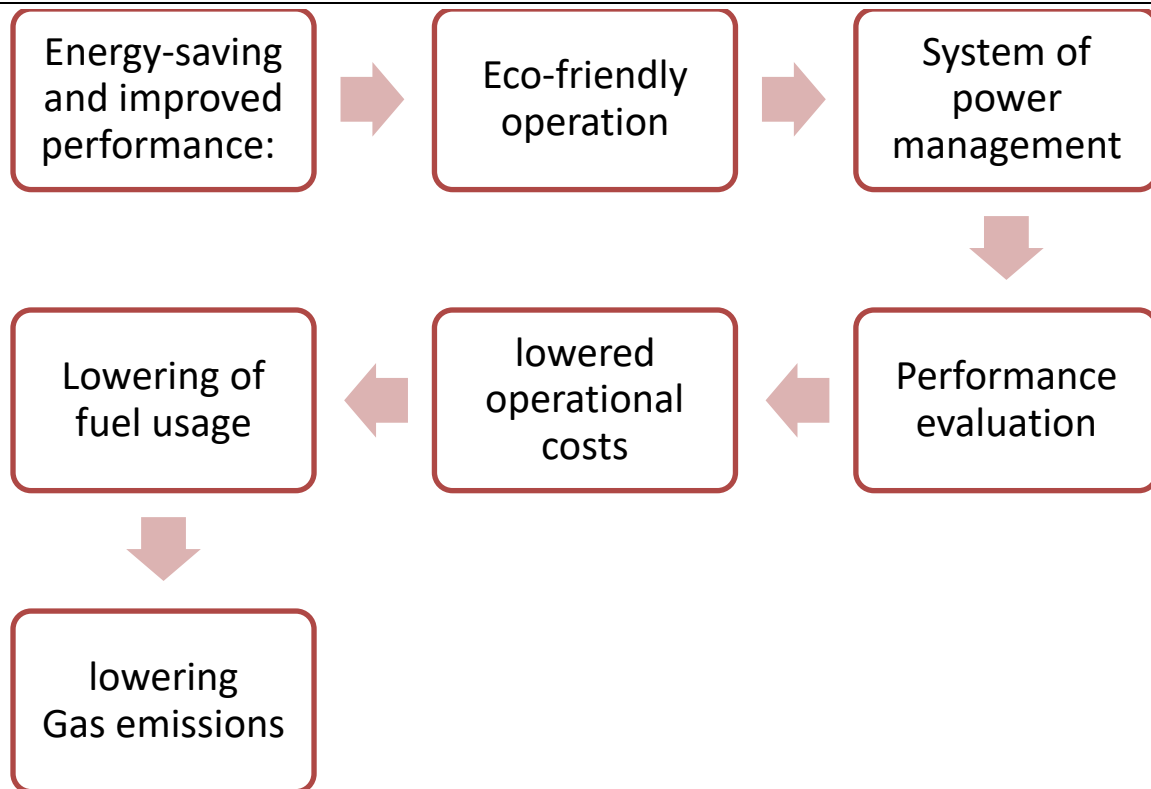 Energy-saving
and improved
performance:
Eco-friendly
operation
System of
power
management
Performance
evaluation
lowered
operational
costs
Lowering of
fuel usage
lowering
Gas emissions